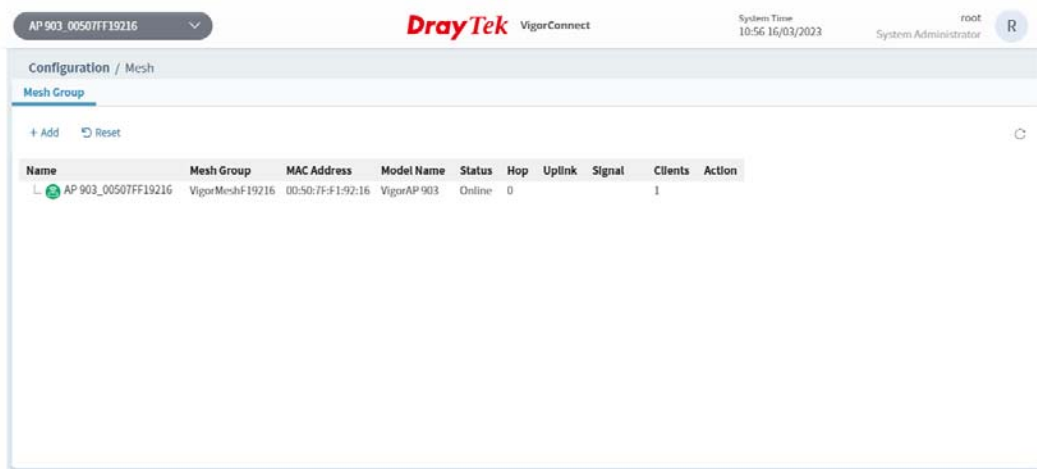 AP 903_00507FF19216
DrayTek VigorConnect
System Time
10:56 16/03/2023
root
System Administrator
R
Configuration / Mesh
Mesh Group
+ Add Reset
Name Mesh Group MAC Address Model Name Status Hop Uplink Signal Clients Action
AP 903_00507FF19216 VigorMeshF19216 00:50:7F:F1:92:16 VigorAP 903 Online 0 1